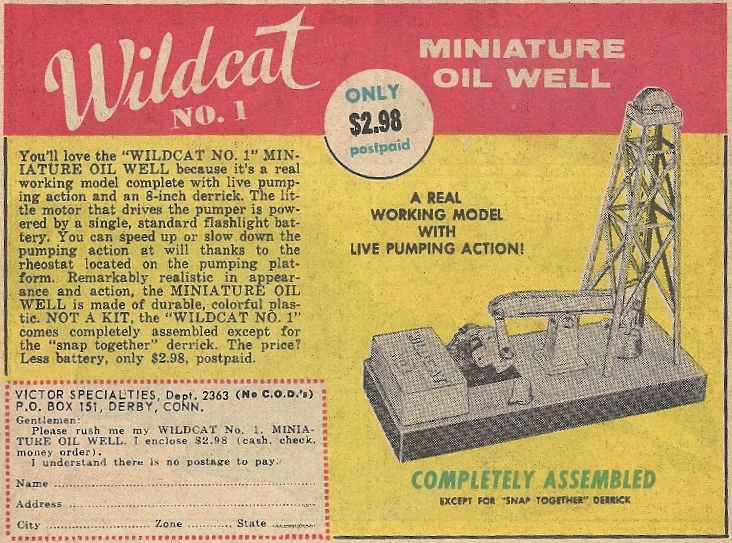 Wildcat
NO. 1
MINIATURE
OIL WELL
ONLY
$2.98
postpaid
You'll love the "WILDCAT NO. 1" MIN-
IATURE OIL WELL because it's a real
working model complete with live pump-
ing action and an 8-inch derrick. The lit-
tle motor that drives the pumper is pow-
ered by a single, standard flashlight bat-
tery. You can speed up or slow down the
pumping action at will thanks to the
rheostat located on the pumping plat-
form. Remarkably realistic in appear-
ance and action, the MINIATURE OIL
WELL is made of durable, colorful plas-
tic. NOT A KIT, the "WILDCAT NO. 1"
comes completely assembled except for
the "snap together" derrick. The price?
Less battery, only $2.98, postpaid.
A REAL
WORKING MODEL
WITH
LIVE PUMPING ACTION!
WILDCAT
VICTOR SPECIALTIES, Dept. 2363 (No C.O.D.'s)
P.O. BOX 151, DERBY, CONN.
Gentlemen:
Please rush me my WILDCAT No. 1, MINIA-
TURE OIL WELL. I enclose $2.98 (cash, check,
money order).
I understand there is no postage to pay.
Name
Address
City Zone State
COMPLETELY ASSEMBLED
EXCEPT FOR "SNAP TOGETHER" DERRICK